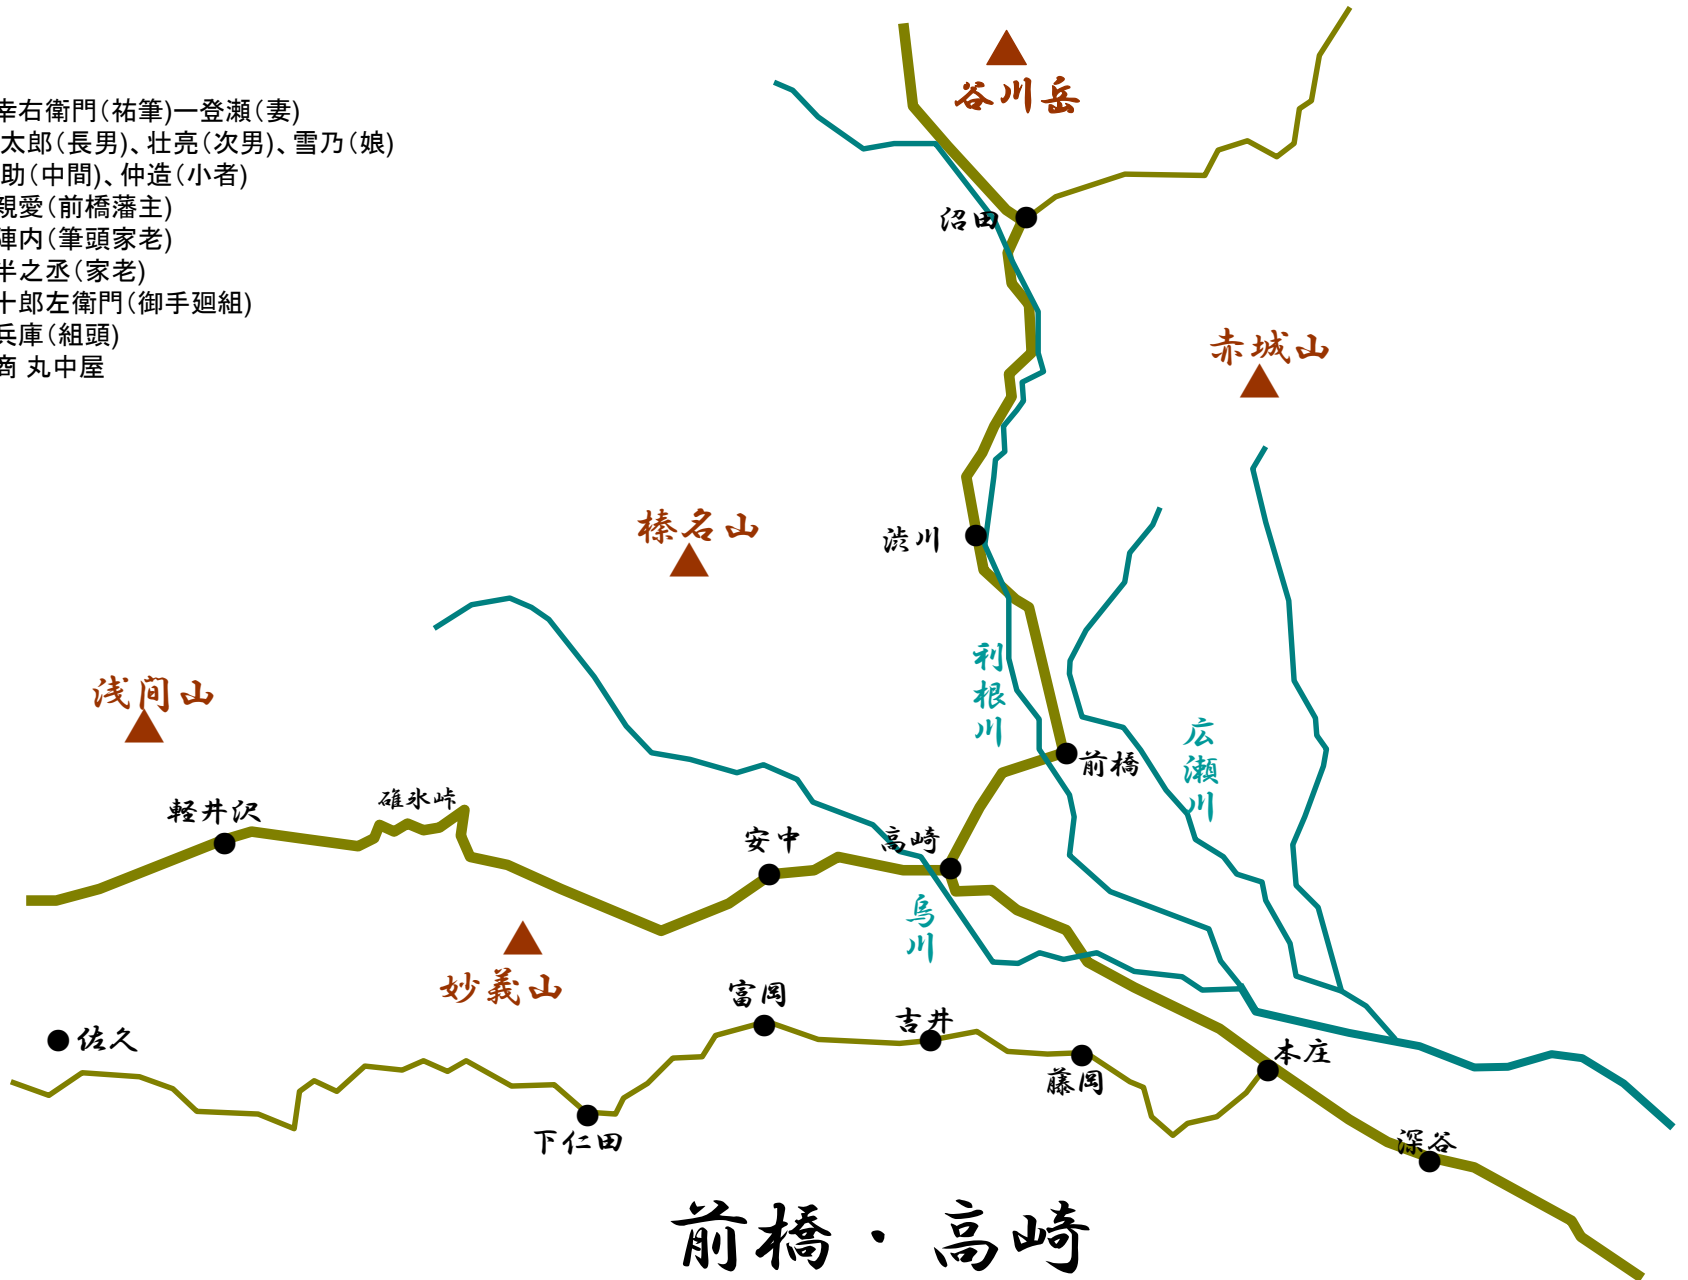 幸右衛門(祐筆)一登瀬(妻)
太郎(長男)、壮亮(次男)、雪乃(娘)
助(中間)、仲造(小者)
親愛(前橋藩主)
陣内(筆頭家老)
半之丞(家老)
十郎左衛門(御手廻組)
兵庫(組頭)
商 丸中屋
谷川岳
沼田
赤城山
榛名山
渋川
利根川
浅间山
広瀬川
前橋
軽井沢
碓氷峠
安中
高崎
烏川
妙義山
富岡
吉井
佐久
藤岡
本庄
下仁田
深谷
前橋・高崎